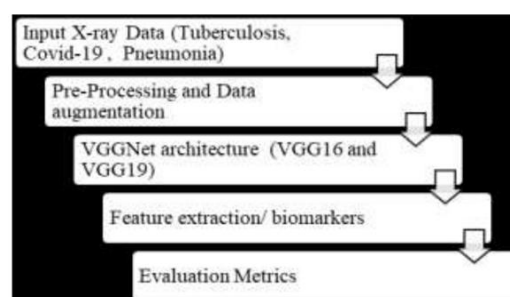 Input X-ray Data (Tuberculosis,
Covid-19 , Pneumonia)
Pre-Processing and Data
augmentation
VGGNet architecture (VGG16 and
VGG19)
Feature extraction/ biomarkers
Evaluation Metrics